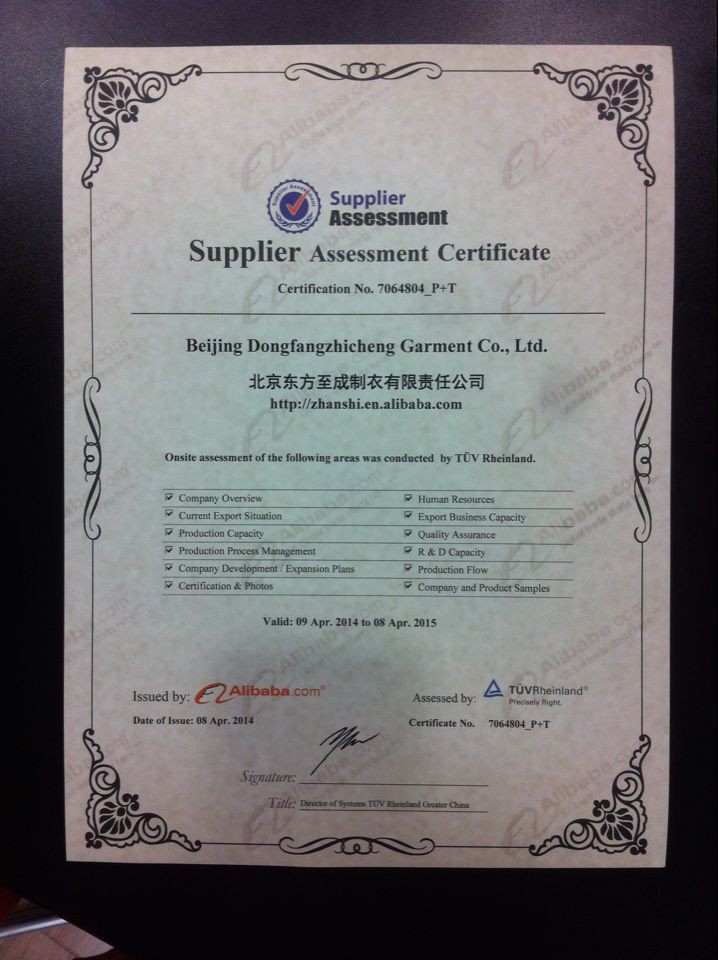 Supplier Assessment
Supplier
Assessment
Supplier Assessment Certificate
Certification No. 7064804_P+T
Beijing Dongfangzhicheng Garment Co., Ltd.
北京东方至成制衣有限责任公司
http://zhanshi.en.alibaba.com
Onsite assessment of the following areas was conducted by TÜV Rheinland.
Company Overview Human Resources
Current Export Situation Export Business Capacity
Production Capacity Quality Assurance
Production Process Management R & D Capacity
Company Development / Expansion Plans Production Flow
Certification & Photos Company and Product Samples
Valid: 09 Apr. 2014 to 08 Apr. 2015
Issued by: Alibaba.com® Assessed by: TÜVRheinland®
Precisely Right.
Date of Issue: 08 Apr. 2014 Certificate No. 7064804_P+T
Signature:
Title: Director of Systems TÜV Rheinland Greater China